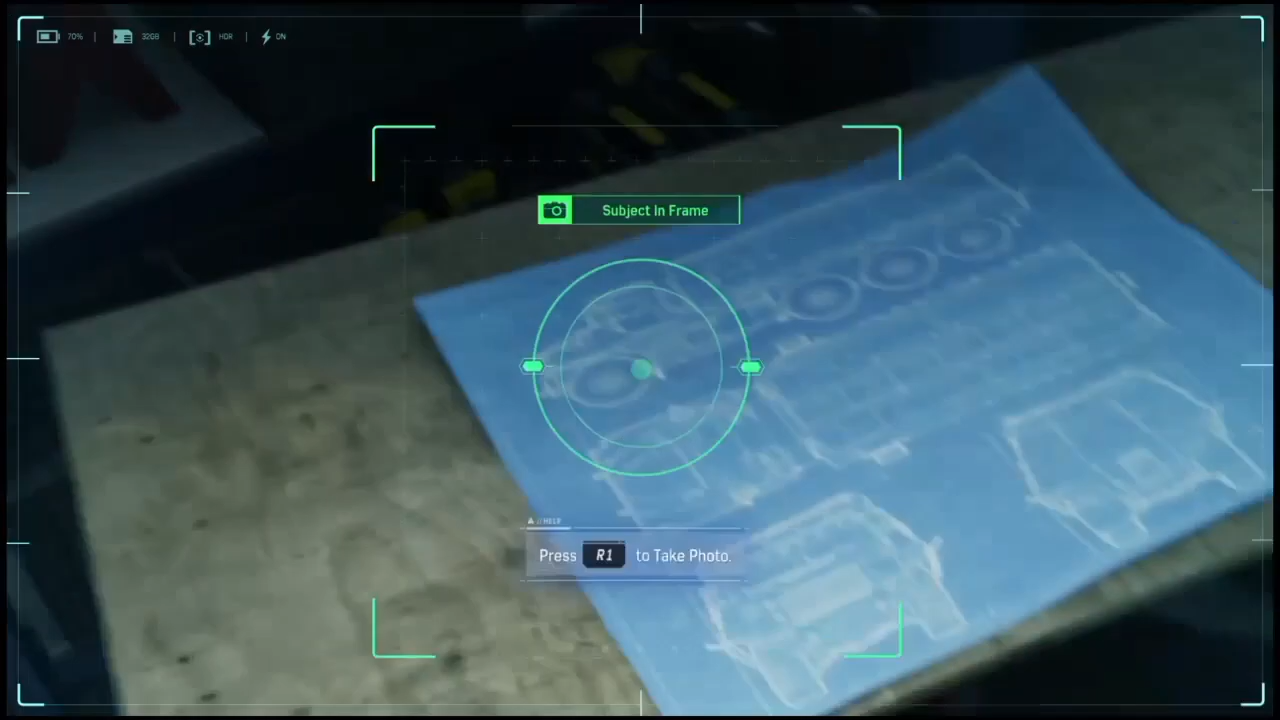 70% | 32GB | HDR | ON
Subject In Frame
// HELP
Press R1 to Take Photo.